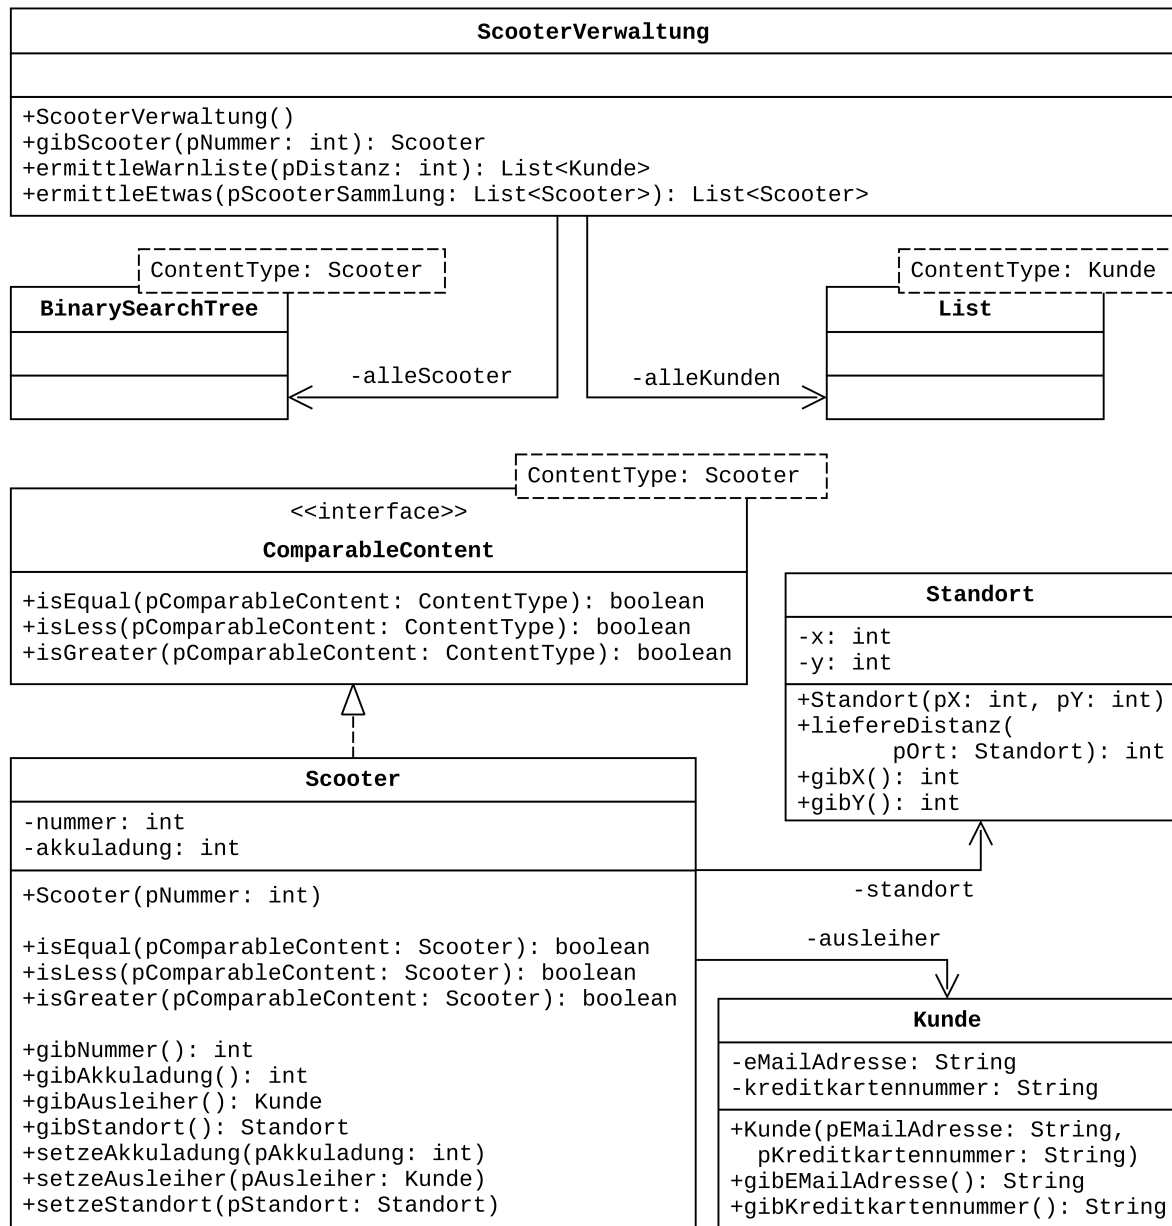 ScooterVerwaltung
+ScooterVerwaltung()
+gibScooter(pNummer: int): Scooter
+ermittleWarnliste(pDistanz: int): List<Kunde>
+ermittleEtwas(pScooterSammlung: List<Scooter>): List<Scooter>
ContentType: Scooter
BinarySearchTree
-alleScooter
-alleKunden
ContentType: Kunde
List
ContentType: Scooter
<<interface>>
ComparableContent
+isEqual(pComparableContent: ContentType): boolean
+isLess(pComparableContent: ContentType): boolean
+isGreater(pComparableContent: ContentType): boolean
Standort
-x: int
-y: int
+Standort(pX: int, pY: int)
+liefereDistanz(
pOrt: Standort): int
+gibX(): int
+gibY(): int
Scooter
-nummer: int
-akkuladung: int
+Scooter(pNummer: int)
+isEqual(pComparableContent: Scooter): boolean
+isLess(pComparableContent: Scooter): boolean
+isGreater(pComparableContent: Scooter): boolean
+gibNummer(): int
+gibAkkuladung(): int
+gibAusleiher(): Kunde
+gibStandort(): Standort
+setzeAkkuladung(pAkkuladung: int)
+setzeAusleiher(pAusleiher: Kunde)
+setzeStandort(pStandort: Standort)
-standort
-ausleiher
Kunde
-eMailAdresse: String
-kreditkartennummer: String
+Kunde(pEMailAdresse: String,
pKreditkartennummer: String)
+gibEMailAdresse(): String
+gibKreditkartennummer(): String